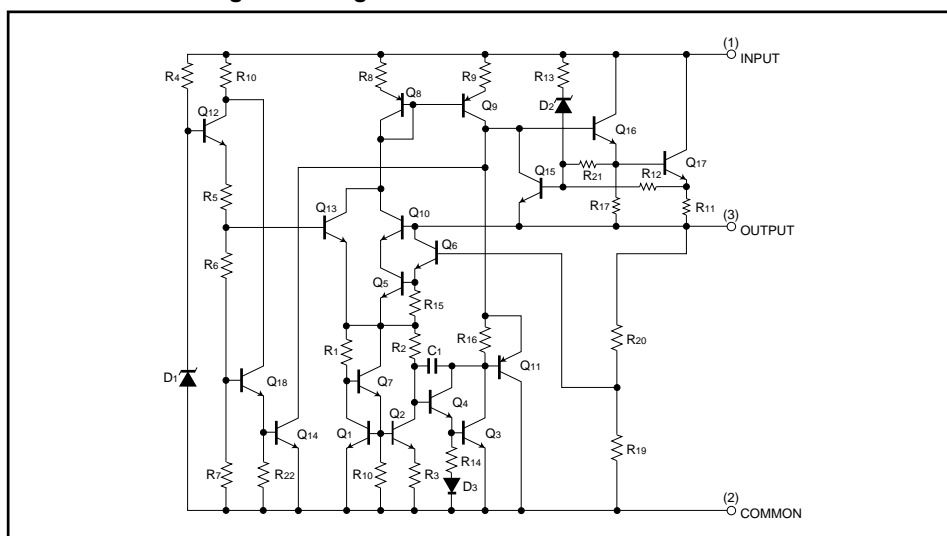 (1)
INPUT
R4
R10
R8
R9
R13
Q12
Q8
Q9
D2
Q16
Q17
R21
R12
Q15
R5
Q13
Q10
R17
R11
(3)
OUTPUT
Q6
R6
Q5
R15
R20
R1
R2
C1
R16
Q11
D1
Q18
Q7
Q4
Q14
Q1
Q2
Q3
R19
R7
R22
R10
R3
R14
D3
(2)
COMMON